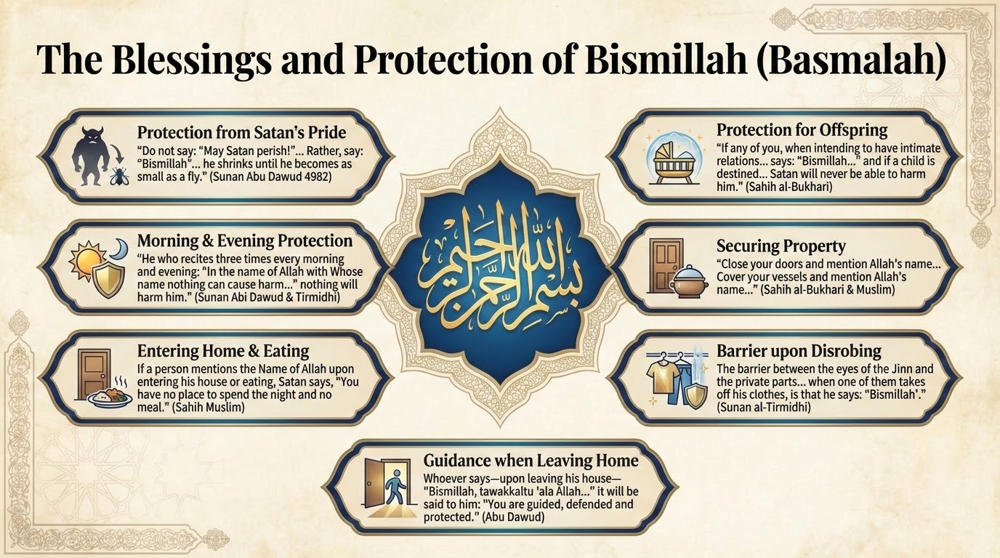 The Blessings and Protection of Bismillah (Basmalah)
Protection from Satan's Pride
"Do not say: "May Satan perish!"... Rather, say:
"Bismillah"... he shrinks until he becomes as
small as a fly." (Sunan Abu Dawud 4982)
Morning & Evening Protection
"He who recites three times every morning
and evening: "In the name of Allah with Whose
name nothing can cause harm..." nothing will
harm him." (Sunan Abi Dawud & Tirmidhi)
Entering Home & Eating
If a person mentions the Name of Allah upon
entering his house or eating, Satan says, "You
have no place to spend the night and no
meal." (Sahih Muslim)
بسم الله الرحمن الرحيم
Protection for Offspring
"If any of you, when intending to have intimate
relations... says: "Bismillah..." and if a child is
destined... Satan will never be able to harm
him." (Sahih al-Bukhari)
Securing Property
"Close your doors and mention Allah's name...
Cover your vessels and mention Allah's
name..." (Sahih al-Bukhari & Muslim)
Barrier upon Disrobing
The barrier between the eyes of the Jinn and
the private parts... when one of them takes
off his clothes, is that he says: "Bismillah'."
(Sunan al-Tirmidhi)
Guidance when Leaving Home
Whoever says—upon leaving his house—
"Bismillah, tawakkaltu 'ala Allah..." it will be
said to him: "You are guided, defended and
protected." (Abu Dawud)